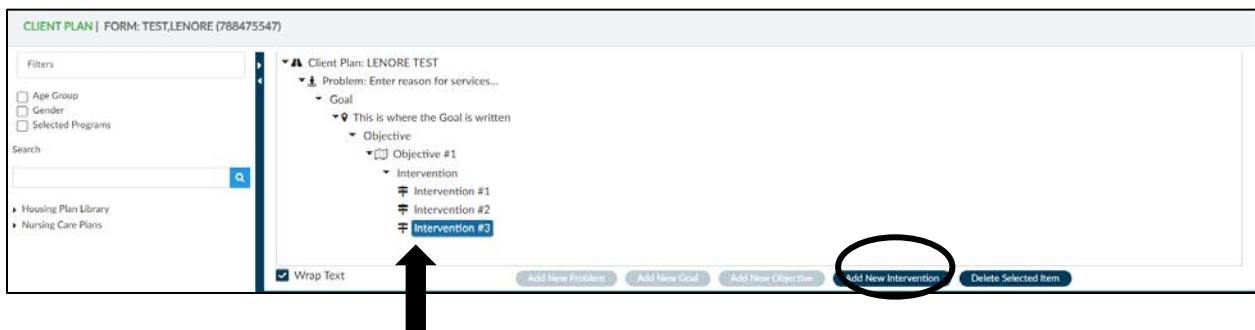 CLIENT PLAN | FORM: TEST,LENORE (788475547)
Filters
Age Group
Gender
Selected Programs
Search
Housing Plan Library
Nursing Care Plans
Client Plan: LENORE TEST
Problem: Enter reason for services...
Goal
This is where the Goal is written
Objective
Objective #1
Intervention
Intervention #1
Intervention #2
Intervention #3
Wrap Text
Add New Problem
Add New Goal
Add New Objective
Add New Intervention
Delete Selected Item